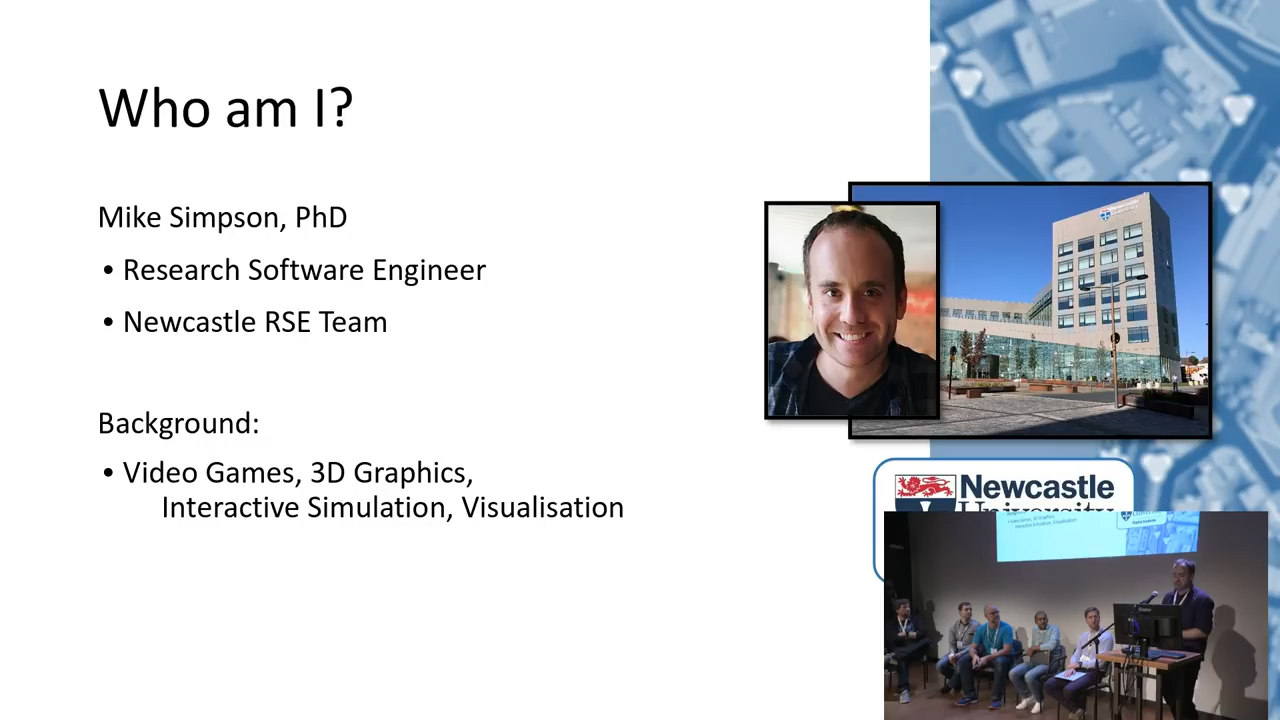 Who am I?
Mike Simpson, PhD
• Research Software Engineer
• Newcastle RSE Team
Background:
• Video Games, 3D Graphics,
Interactive Simulation, Visualisation
Newcastle
University